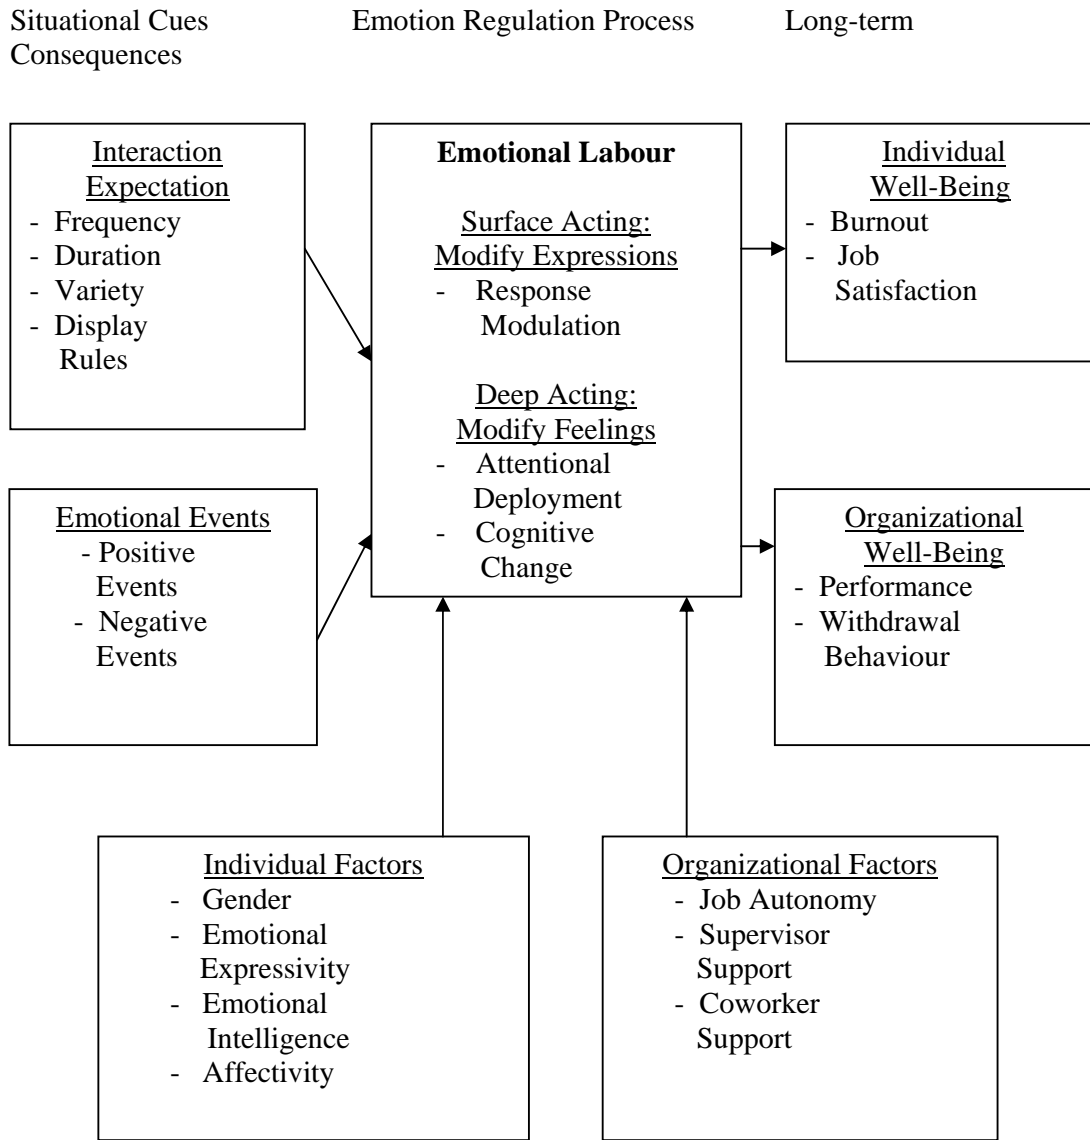 Situational Cues Emotion Regulation Process Long-term
Consequences
Interaction
Expectation
- Frequency
- Duration
- Variety
- Display
Rules
Emotional Labour
Surface Acting:
Modify Expressions
- Response
Modulation
Deep Acting:
Modify Feelings
- Attentional
Deployment
- Cognitive
Change
Individual
Well-Being
- Burnout
- Job
Satisfaction
Emotional Events
- Positive
Events
- Negative
Events
Organizational
Well-Being
- Performance
- Withdrawal
Behaviour
Individual Factors
- Gender
- Emotional
Expressivity
- Emotional
Intelligence
- Affectivity
Organizational Factors
- Job Autonomy
- Supervisor
Support
- Coworker
Support